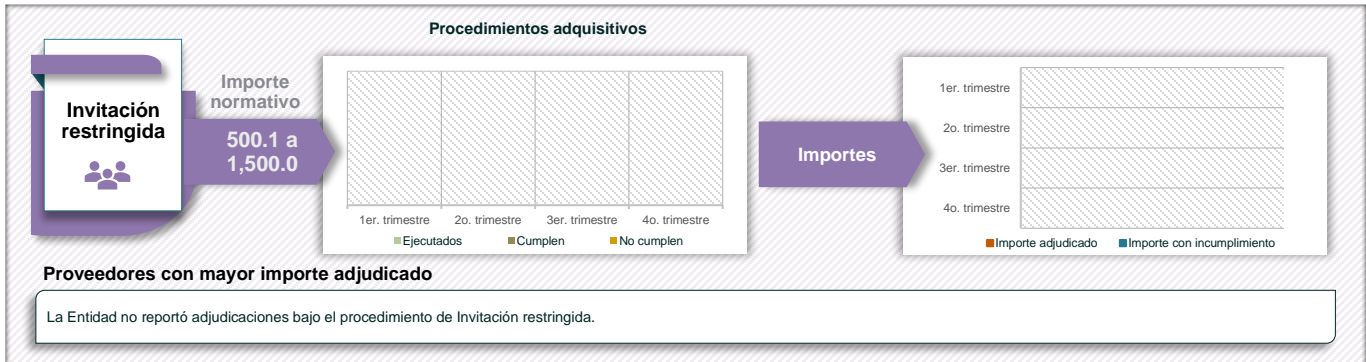 Procedimientos adquisitivos
Invitación
restringida
Importe
normativo
500.1 a
1,500.0
1er. trimestre 2o. trimestre 3er. trimestre 4o. trimestre
Ejecutados Cumplen No cumplen
Importes
1er. trimestre
2o. trimestre
3er. trimestre
4o. trimestre
Importe adjudicado Importe con incumplimiento
Proveedores con mayor importe adjudicado
La Entidad no reportó adjudicaciones bajo el procedimiento de Invitación restringida.